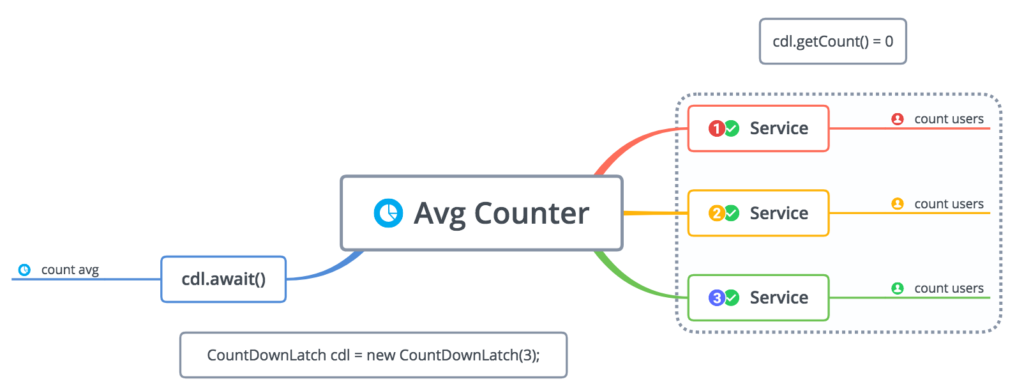 cdl.getCount() = 0
1 Service
count users
Avg Counter
2 Service
count users
count avg
cdl.await()
3 Service
count users
CountDownLatch cdl = new CountDownLatch(3);